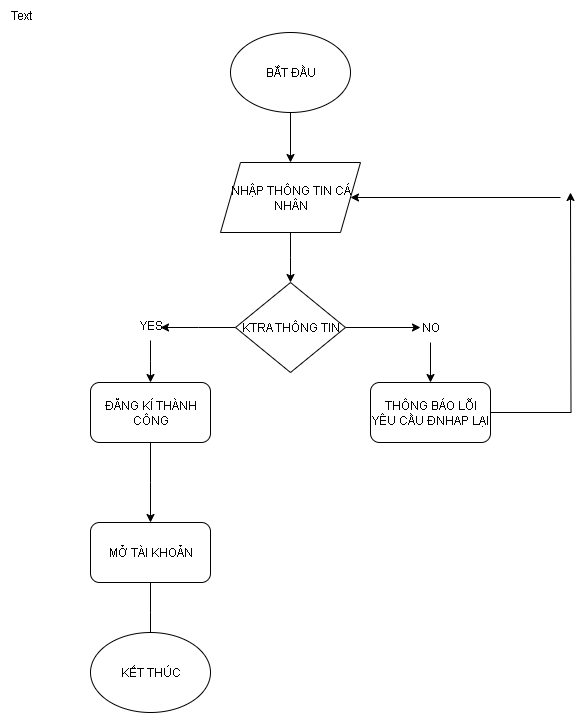 Text
BẮT ĐẦU
NHẬP THÔNG TIN CÁ
NHÂN
KTRA THÔNG TIN
YES
NO
ĐĂNG KÍ THÀNH
CÔNG
THÔNG BÁO LỖI
YÊU CẦU ĐNHAP LẠI
MỞ TÀI KHOẢN
KẾT THÚC